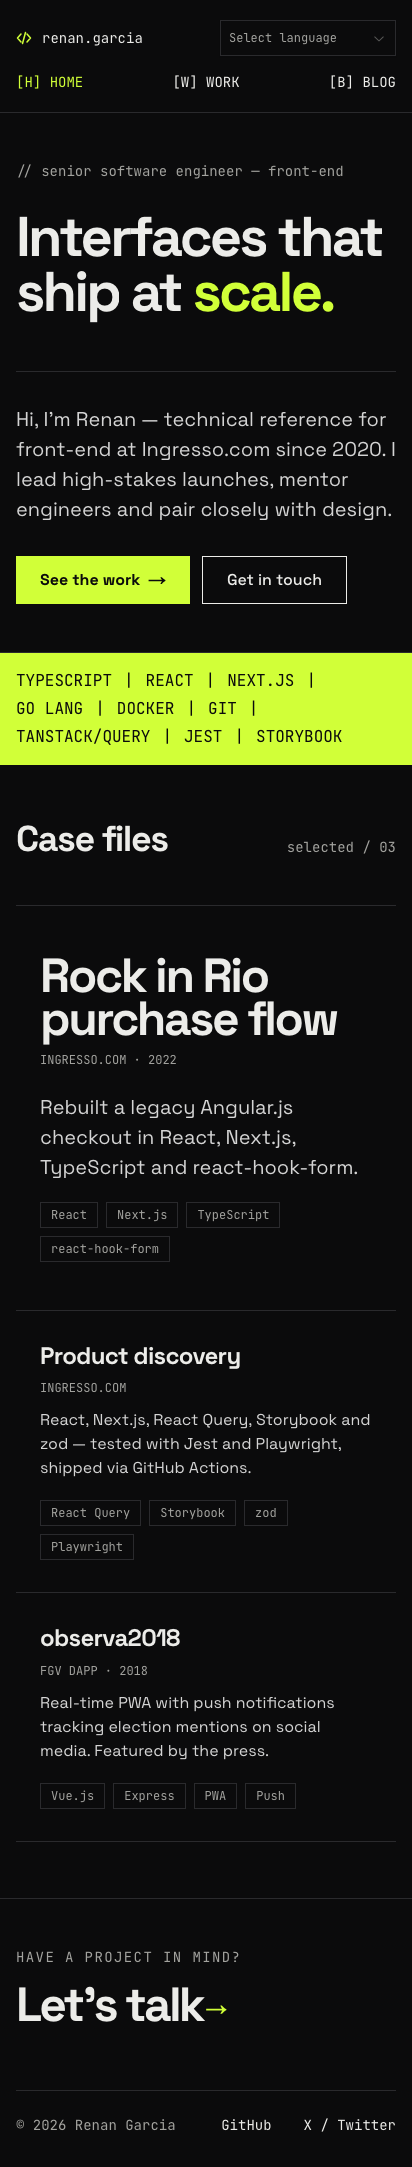 renan.garcia
Select language
[H] HOME
[W] WORK
[B] BLOG
// senior software engineer — front-end
Interfaces that
ship at scale.
Hi, I’m Renan — technical reference for
front-end at Ingresso.com since 2020. I
lead high-stakes launches, mentor
engineers and pair closely with design.
See the work →
Get in touch
TYPESCRIPT | REACT | NEXT.JS |
GO LANG | DOCKER | GIT |
TANSTACK/QUERY | JEST | STORYBOOK
Case files
selected / 03
Rock in Rio
purchase flow
INGRESSO.COM · 2022
Rebuilt a legacy Angular.js
checkout in React, Next.js,
TypeScript and react-hook-form.
React
Next.js
TypeScript
react-hook-form
Product discovery
INGRESSO.COM
React, Next.js, React Query, Storybook and
zod — tested with Jest and Playwright,
shipped via GitHub Actions.
React Query
Storybook
zod
Playwright
observa2018
FGV DAPP · 2018
Real-time PWA with push notifications
tracking election mentions on social
media. Featured by the press.
Vue.js
Express
PWA
Push
HAVE A PROJECT IN MIND?
Let’s talk→
© 2026 Renan Garcia
GitHub
X / Twitter